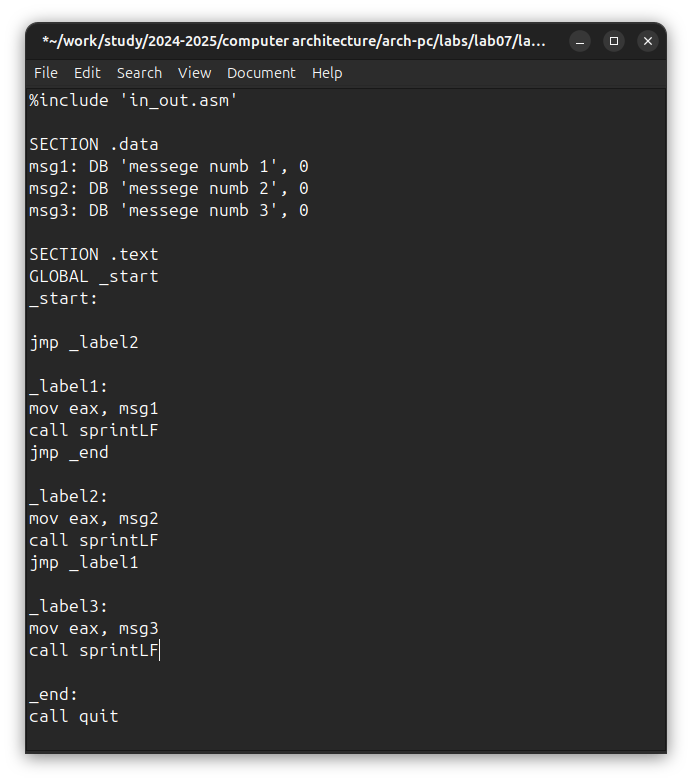 *~/work/study/2024-2025/computer architecture/arch-pc/labs/lab07/la...
File Edit Search View Document Help
%include 'in_out.asm'
SECTION .data
msg1: DB 'messege numb 1', 0
msg2: DB 'messege numb 2', 0
msg3: DB 'messege numb 3', 0
SECTION .text
GLOBAL _start
_start:
jmp _label2
_label1:
mov eax, msg1
call sprintLF
jmp _end
_label2:
mov eax, msg2
call sprintLF
jmp _label1
_label3:
mov eax, msg3
call sprintLF
_end:
call quit